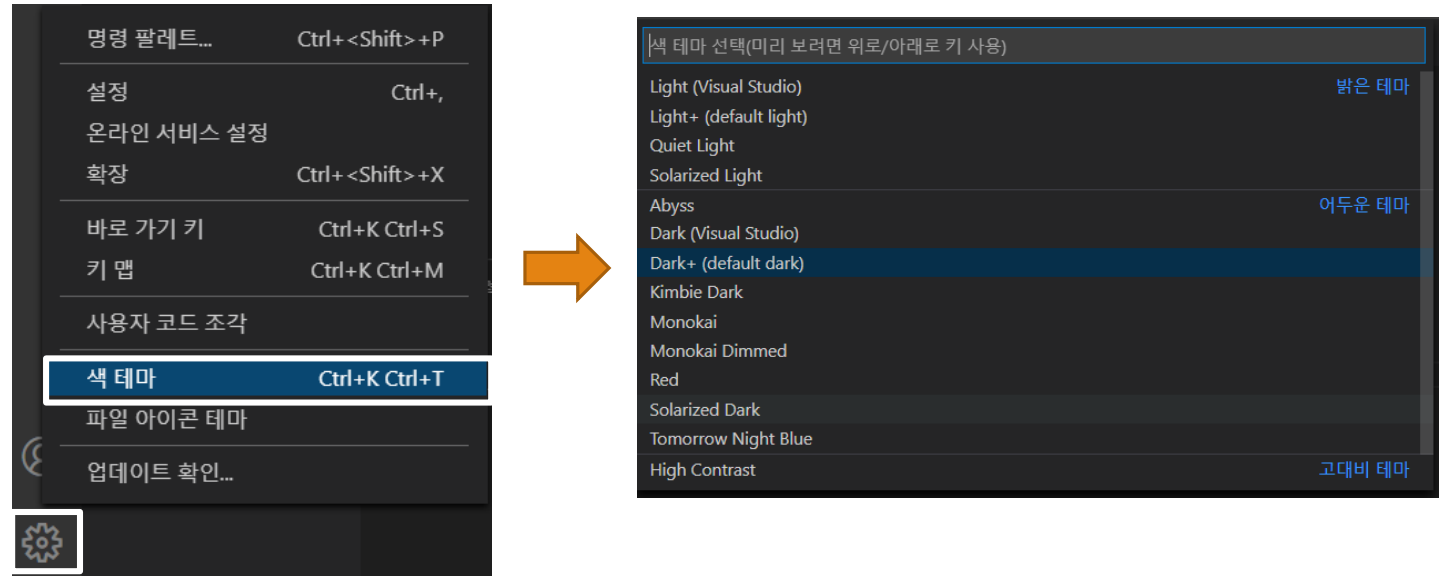 명령 팔레트... Ctrl+<Shift>+P
설정 Ctrl+,
온라인 서비스 설정
확장 Ctrl+<Shift>+X
바로 가기 키 Ctrl+K Ctrl+S
키 맵 Ctrl+K Ctrl+M
사용자 코드 조각
색 테마 Ctrl+K Ctrl+T
파일 아이콘 테마
업데이트 확인...
색 테마 선택(미리 보려면 위로/아래로 키 사용)
Light (Visual Studio) 밝은 테마
Light+ (default light)
Quiet Light
Solarized Light
Abyss 어두운 테마
Dark (Visual Studio)
Dark+ (default dark)
Kimbie Dark
Monokai
Monokai Dimmed
Red
Solarized Dark
Tomorrow Night Blue
High Contrast 고대비 테마